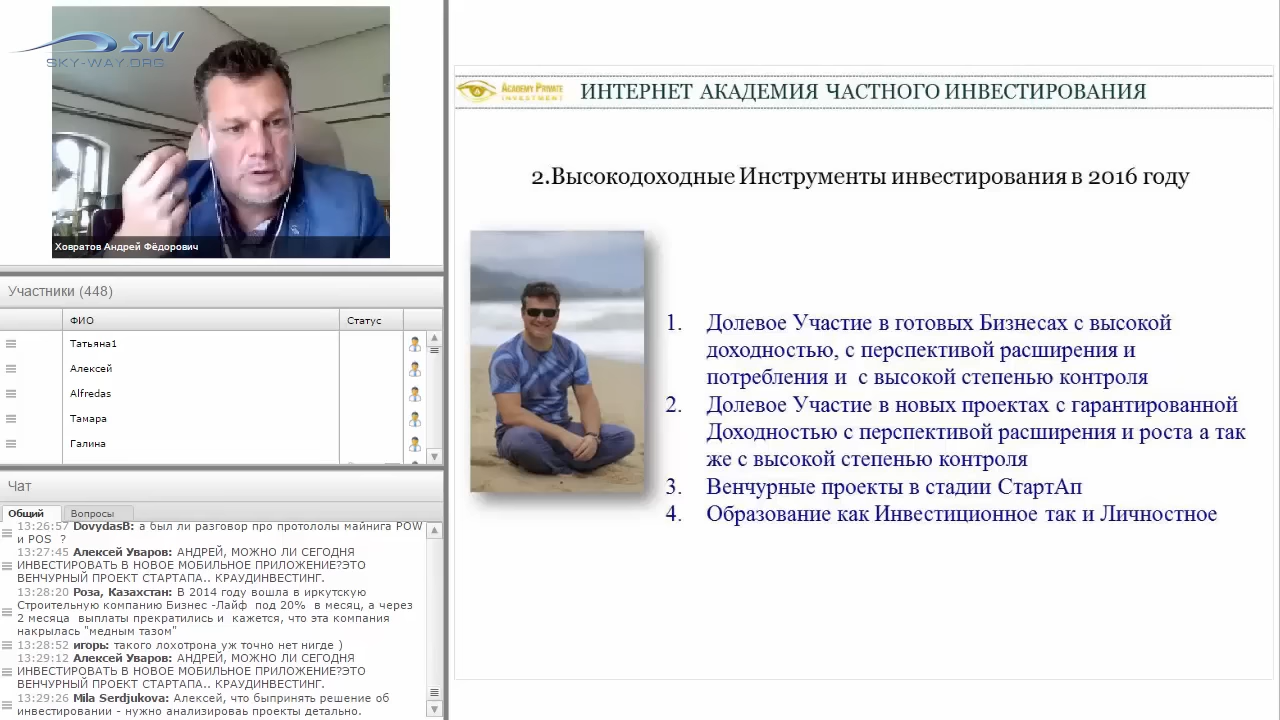 SW
SKY-WAY.ORG
Ховратов Андрей Фёдорович
Участники (448)
ФИО
Статус
Татьяна1
Алексей
Alfredas
Тамара
Галина
Чат
Общий
Вопросы
13:26:57 DovydasB: а был ли разговор про протололы майнига POW
и POS ?
13:27:45 Алексей Уваров: АНДРЕЙ, МОЖНО ЛИ СЕГОДНЯ
ИНВЕСТИРОВАТЬ В НОВОЕ МОБИЛЬНОЕ ПРИЛОЖЕНИЕ?ЭТО
ВЕНЧУРНЫЙ ПРОЕКТ СТАРТАПА.. КРАУДИНВЕСТИНГ.
13:28:20 Роза, Казахстан: В 2014 году вошла в иркутскую
Строительную компанию Бизнес -Лайф под 20% в месяц, а через
2 месяца выплаты прекратились и кажется, что эта компания
накрылась "медным тазом"
13:28:52 игорь: такого лохотрона уж точно нет нигде )
13:29:12 Алексей Уваров: АНДРЕЙ, МОЖНО ЛИ СЕГОДНЯ
ИНВЕСТИРОВАТЬ В НОВОЕ МОБИЛЬНОЕ ПРИЛОЖЕНИЕ?ЭТО
ВЕНЧУРНЫЙ ПРОЕКТ СТАРТАПА.. КРАУДИНВЕСТИНГ.
13:29:26 Mila Serdjukova: Алексей, что быпринять решение об
инвестировании - нужно анализироваь проекты детально.
ACADEMY PRIVATE
INVESTMENT
ИНТЕРНЕТ АКАДЕМИЯ ЧАСТНОГО ИНВЕСТИРОВАНИЯ
2.Высокодоходные Инструменты инвестирования в 2016 году
1. Долевое Участие в готовых Бизнесах с высокой
доходностью, с перспективой расширения и
потребления и с высокой степенью контроля
2. Долевое Участие в новых проектах с гарантированной
Доходностью с перспективой расширения и роста а так
же с высокой степенью контроля
3. Венчурные проекты в стадии СтартАп
4. Образование как Инвестиционное так и Личностное